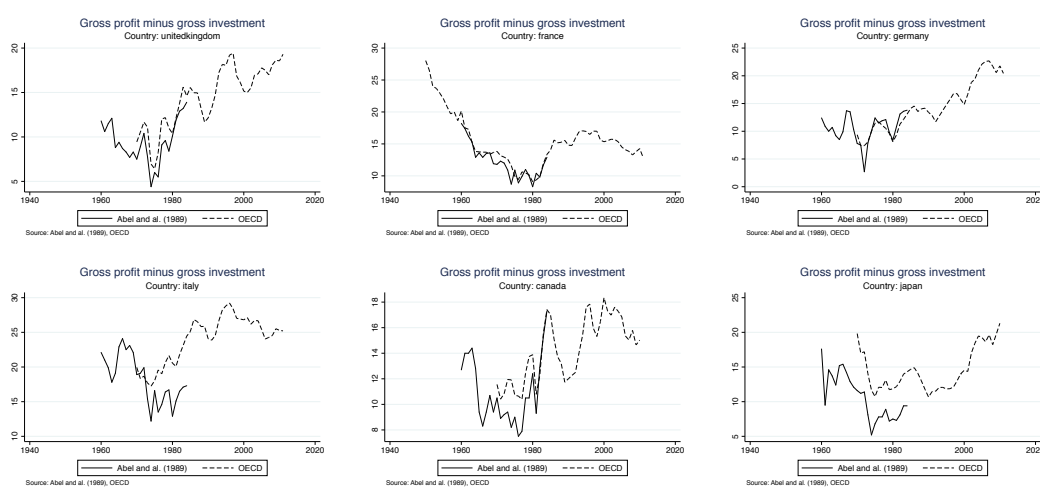 Gross profit minus gross investment
Country: unitedkingdom
20
15
10
5
1940 1960 1980 2000 2020
Abel and al. (1989) OECD
Source: Abel and al. (1989), OECD
Gross profit minus gross investment
Country: france
30
25
20
15
10
1940 1960 1980 2000 2020
Abel and al. (1989) OECD
Source: Abel and al. (1989), OECD
Gross profit minus gross investment
Country: germany
25
20
15
10
5
0
1940 1960 1980 2000 202
Abel and al. (1989) OECD
Source: Abel and al. (1989), OECD
Gross profit minus gross investment
Country: italy
30
25
20
15
10
1940 1960 1980 2000 2020
Abel and al. (1989) OECD
Source: Abel and al. (1989), OECD
Gross profit minus gross investment
Country: canada
18
16
14
12
10
8
1940 1960 1980 2000 2020
Abel and al. (1989) OECD
Source: Abel and al. (1989), OECD
Gross profit minus gross investment
Country: japan
25
20
15
10
5
1940 1960 1980 2000 202
Abel and al. (1989) OECD
Source: Abel and al. (1989), OECD